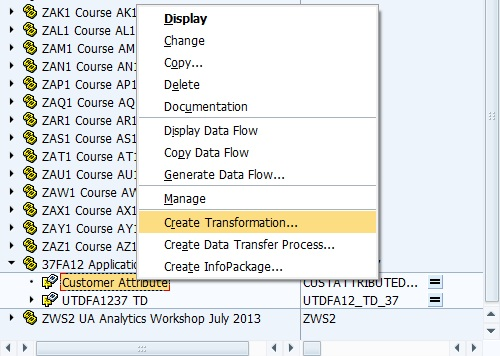 ZAK1 Course AK1
ZAL1 Course AL1
ZAM1 Course AM
ZAN1 Course AN1
ZAP1 Course AP1
ZAQ1 Course AQ1
ZAR1 Course AR1
ZAS1 Course AS1
ZAT1 Course AT1
ZAU1 Course AU1
ZAW1 Course AW
ZAX1 Course AX1
ZAY1 Course AY1
ZAZ1 Course AZ1
37FA12 Application
Customer Attribute CUSTATTRIBUTED...
UTDFA1237 TD UTDFA12_TD_37
ZWS2 UA Analytics Workshop July 2013 ZWS2
Display
Change
Copy...
Delete
Documentation
Display Data Flow
Copy Data Flow
Generate Data Flow...
Manage
Create Transformation...
Create Data Transfer Process...
Create InfoPackage...